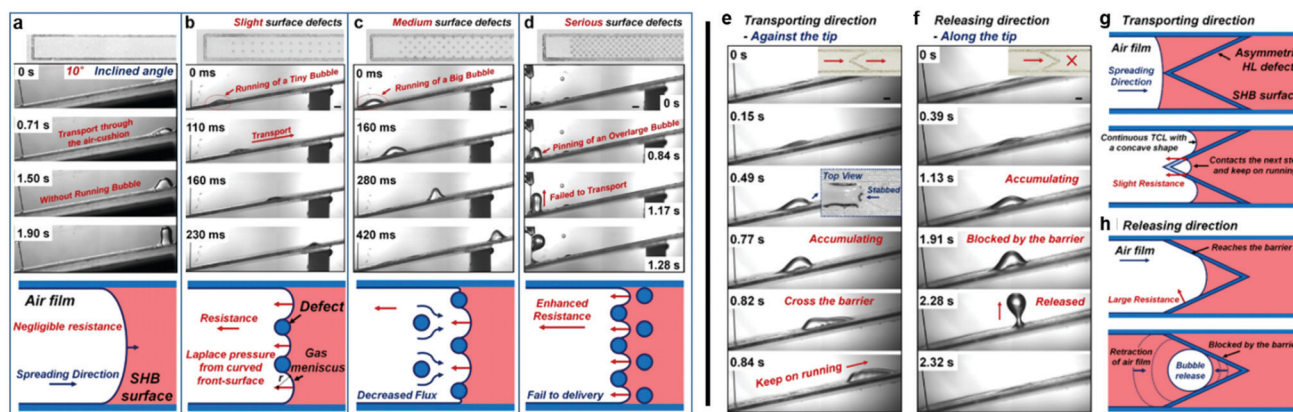 a
0 s
10° Inclined angle
0.71 s
Transport through
the air-cushion
1.50 s
Without Running Bubble
1.90 s
Air film
Negligible resistance
Spreading Direction
SHB
surface
b
Slight surface defects
0 ms
Running of a Tiny Bubble
110 ms
Transport
160 ms
230 ms
Defect
Resistance
Laplace pressure
from curved
front-surface
Gas
meniscus
r
c
Medium surface defects
0 ms
Running of a Big Bubble
160 ms
280 ms
420 ms
Decreased Flux
d
Serious surface defects
0 s
Pinning of an Overlarge Bubble
0.84 s
Failed to Transport
1.17 s
1.28 s
Enhanced
Resistance
Fail to delivery
e
Transporting direction
- Against the tip
0 s
0.15 s
0.49 s
Top View
Stabbed
0.77 s
Accumulating
0.82 s
Cross the barrier
0.84 s
Keep on running
f
Releasing direction
- Along the tip
0 s
0.39 s
1.13 s
Accumulating
1.91 s
Blocked by the barrier
2.28 s
Released
2.32 s
g
Transporting direction
Air film
Spreading
Direction
Asymmetri
HL defect
SHB surface
Continuous TCL with
a concave shape
Contacts the next st
and keep on running
Slight Resistance
h
Releasing direction
Air film
Reaches the barrier
Large Resistance
Retraction
of air film
Blocked by the barrie
Bubble
release